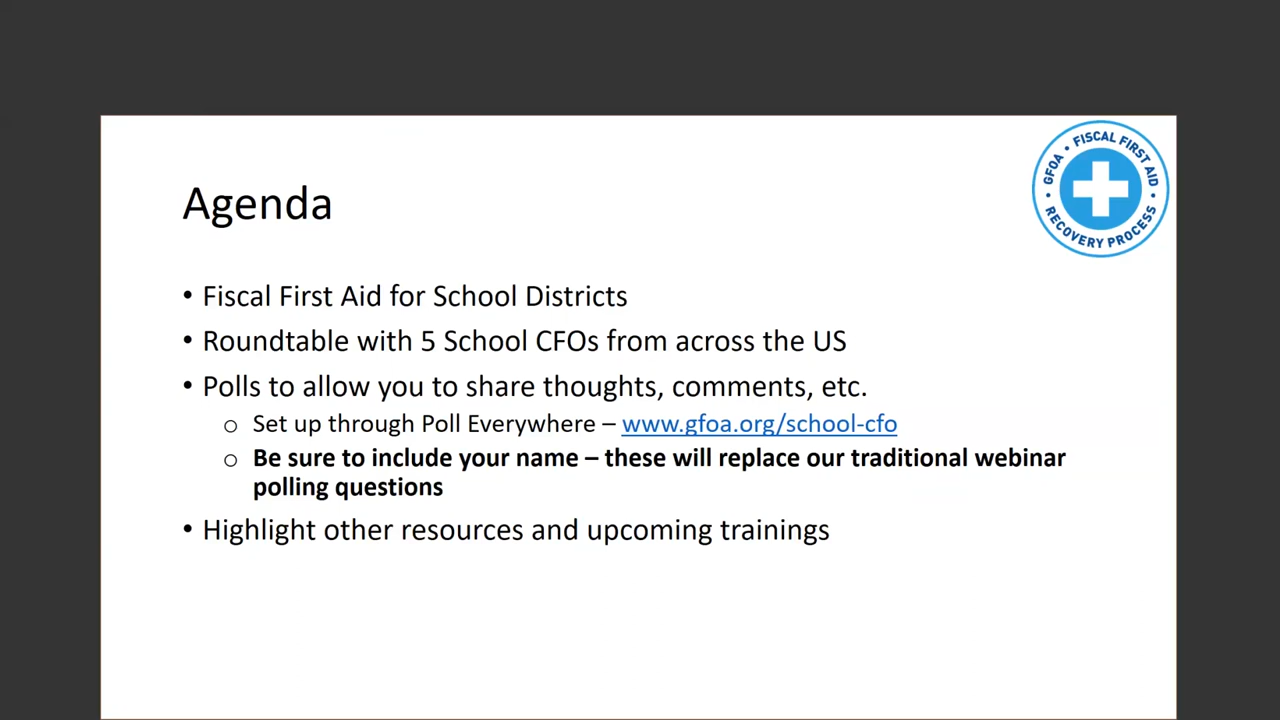 GFOA • FISCAL FIRST AID • RECOVERY PROCESS •
Agenda
• Fiscal First Aid for School Districts
• Roundtable with 5 School CFOs from across the US
• Polls to allow you to share thoughts, comments, etc.
o Set up through Poll Everywhere – www.gfoa.org/school-cfo
o Be sure to include your name – these will replace our traditional webinar
polling questions
• Highlight other resources and upcoming trainings